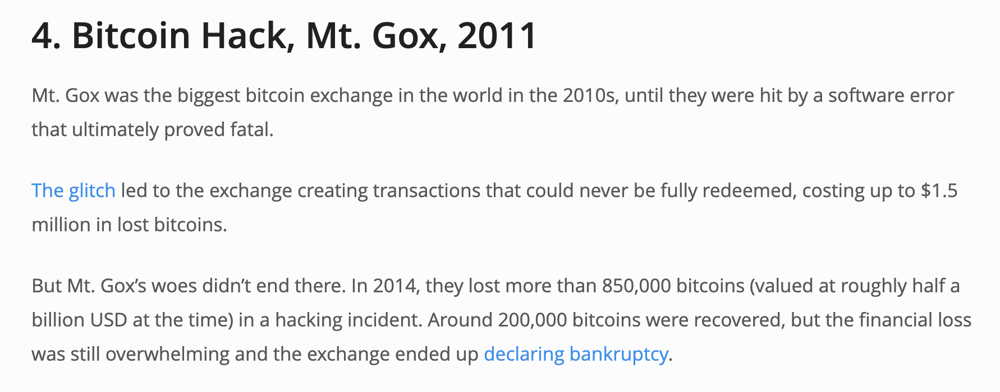 4. Bitcoin Hack, Mt. Gox, 2011
Mt. Gox was the biggest bitcoin exchange in the world in the 2010s, until they were hit by a software error
that ultimately proved fatal.
The glitch led to the exchange creating transactions that could never be fully redeemed, costing up to $1.5
million in lost bitcoins.
But Mt. Gox’s woes didn’t end there. In 2014, they lost more than 850,000 bitcoins (valued at roughly half a
billion USD at the time) in a hacking incident. Around 200,000 bitcoins were recovered, but the financial loss
was still overwhelming and the exchange ended up declaring bankruptcy.